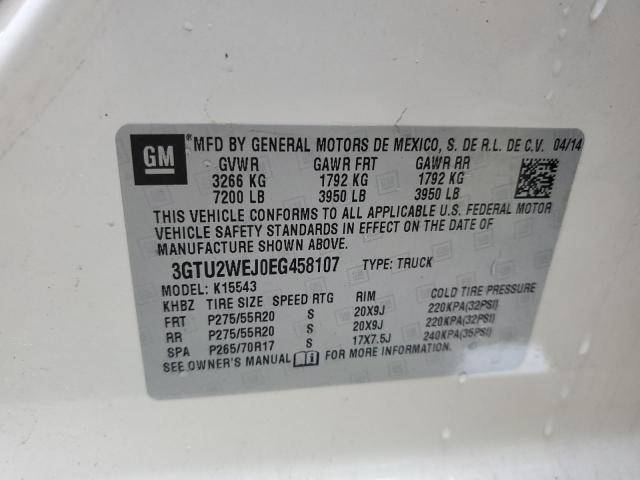 GM ® MFD BY GENERAL MOTORS DE MEXICO, S. DE R.L. DE C.V. 04/14
GVWR GAWR FRT GAWR RR
3266 KG 1792 KG 1792 KG
7200 LB 3950 LB 3950 LB
THIS VEHICLE CONFORMS TO ALL APPLICABLE U.S. FEDERAL MOTOR
VEHICLE SAFETY STANDARDS IN EFFECT ON THE DATE OF
MANUFACTURE SHOWN ABOVE.
3GTU2WEJ0EG458107 TYPE: TRUCK
MODEL: K15543
KHBZ TIRE SIZE SPEED RTG RIM COLD TIRE PRESSURE
FRT P275/55R20 S 20X9J 220KPA(32PSI)
RR P275/55R20 S 20X9J 220KPA(32PSI)
SPA P265/70R17 S 17X7.5J 240KPA(35PSI)
SEE OWNER'S MANUAL i FOR MORE INFORMATION.